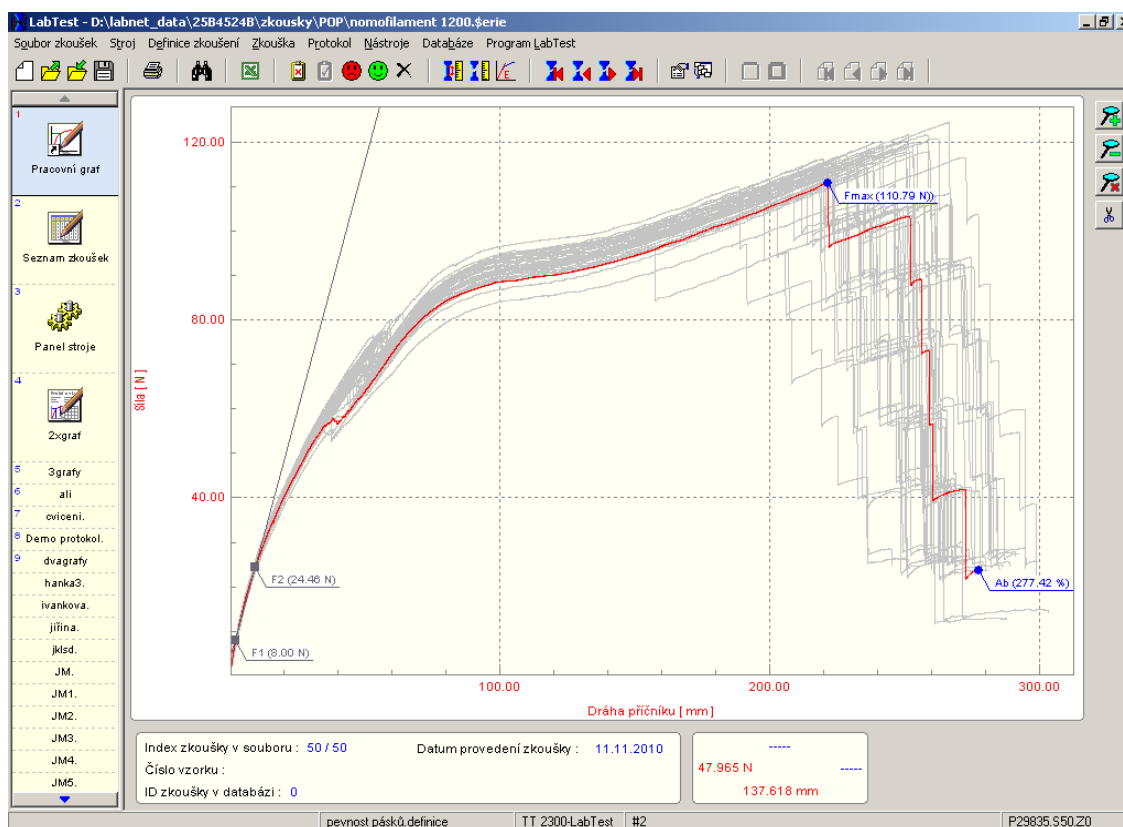 LabTest - D:\labnet_data\25B4524B\zkousky\POP\nomofilament 1200.$erie
Soubor zkoušek Stroj Definice zkoušení Zkouška Protokol Nástroje Databáze Program LabTest
1
Pracovní graf
2
Seznam zkoušek
3
Panel stroje
4
2xgraf
5 3grafy
6 ali
7 cviceni.
8 Demo protokol.
9 dvagrafy
hanka3.
ivankova.
jiřina.
jklsd.
JM.
JM1.
JM2.
JM3.
JM4.
JM5.
120.00
80.00
40.00
Síla [ N ]
Fmax (110.79 N))
F2 (24.46 N)
F1 (8.00 N)
Ab (277.42 %)
100.00 200.00 300.00
Dráha příčníku [ mm ]
Index zkoušky v souboru : 50 / 50 Datum provedení zkoušky : 11.11.2010
Číslo vzorku :
ID zkoušky v databázi : 0
-----
47.965 N -----
137.618 mm
pevnost pásků.definice TT 2300-LabTest #2 P29835.S50.Z0